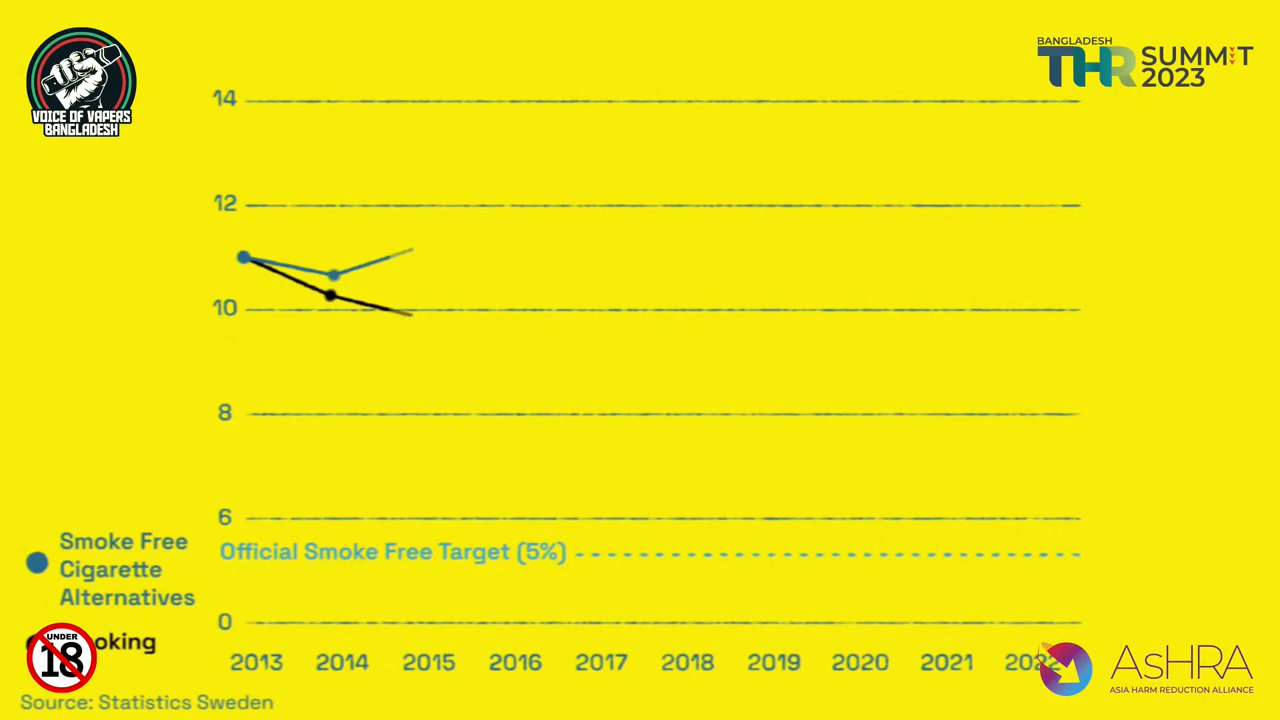 VOICE OF VAPERS
BANGLADESH
BANGLADESH
THR SUMMIT
2023
14
12
10
8
6
Official Smoke Free Target (5%)
0
Smoke Free
Cigarette
Alternatives
UNDER
18
2013 2014 2015 2016 2017 2018 2019 2020 2021 2022
Source: Statistics Sweden
AsHRA
ASIA HARM REDUCTION ALLIANCE